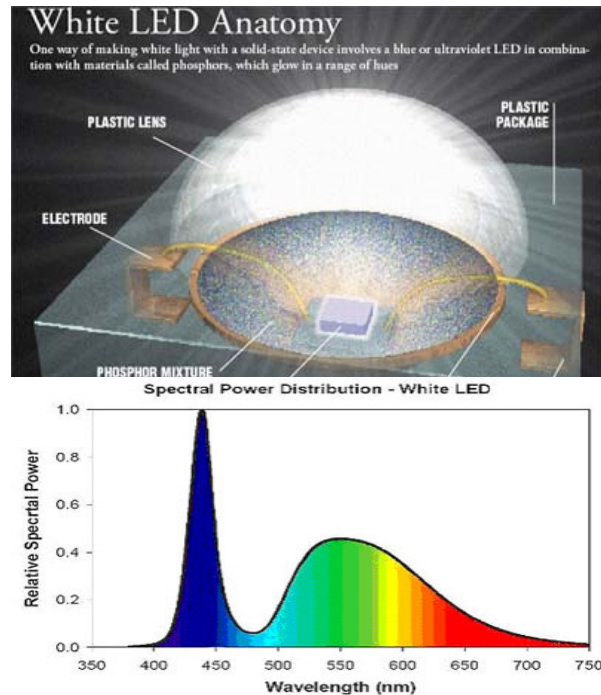 White LED Anatomy
One way of making white light with a solid-state device involves a blue or ultraviolet LED in combina-
tion with materials called phosphors, which glow in a range of hues
PLASTIC LENS
PLASTIC
PACKAGE
ELECTRODE
PHOSPHOR MIXTURE
Spectral Power Distribution - White LED
Relative Specrtal Power
1.0
0.8
0.6
0.4
0.2
0.0
350 400 450 500 550 600 650 700 750
Wavelength (nm)